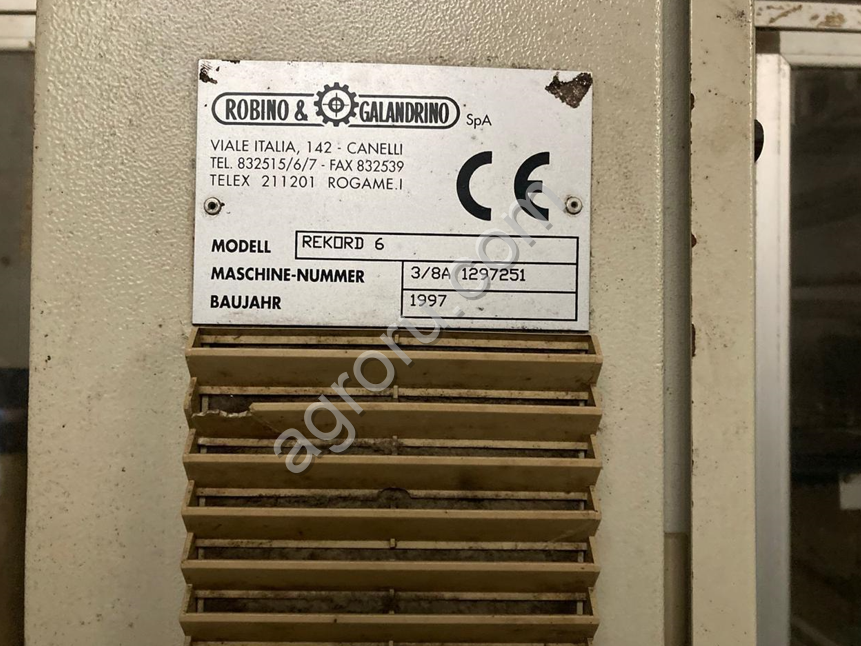 ROBINO & GALANDRINO SpA
VIALE ITALIA, 142 - CANELLI
TEL. 832515/6/7 - FAX 832539
TELEX 211201 ROGAME.I
CE
MODELL REKORD 6
MASCHINE-NUMMER 3/8A 1297251
BAUJAHR 1997
agroru.com